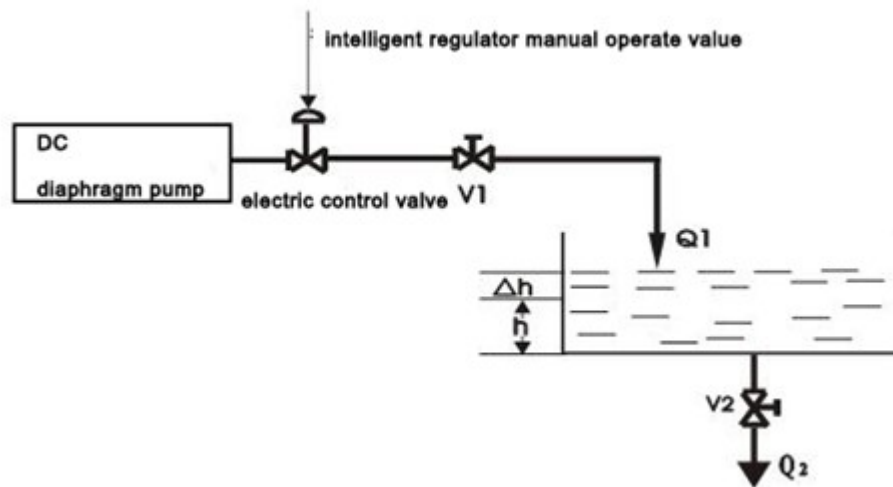 intelligent regulator manual operate value
DC
diaphragm pump
electric control valve
V1
Q1
Δh
h
V2
Q2